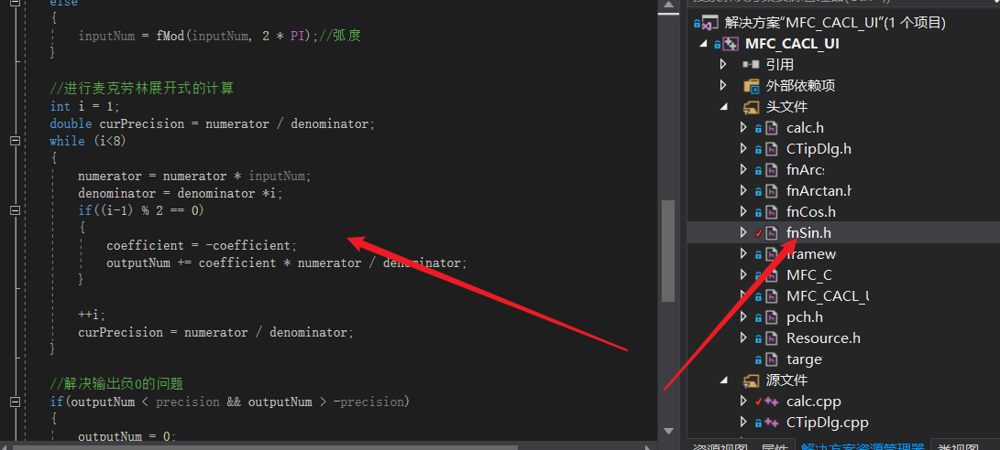 else
{
inputNum = fMod(inputNum, 2 * PI);//弧度
}
//进行麦克劳林展开式的计算
int i = 1;
double curPrecision = numerator / denominator;
while (i<8)
{
numerator = numerator * inputNum;
denominator = denominator *i;
if((i-1) % 2 == 0)
{
coefficient = -coefficient;
outputNum += coefficient * numerator / denominator;
}
++i;
curPrecision = numerator / denominator;
}
//解决输出负0的问题
if(outputNum < precision && outputNum > -precision)
{
outputNum = 0;
解决方案"MFC_CACL_UI"(1 个项目)
MFC_CACL_UI
引用
外部依赖项
头文件
calc.h
CTipDlg.h
fnArcs
fnArctan.h
fnCos.h
fnSin.h
framew
MFC_C
MFC_CACL_U
pch.h
Resource.h
targe
源文件
calc.cpp
CTipDlg.cpp
资源视图 属性 解决方案资源管理器 类视图